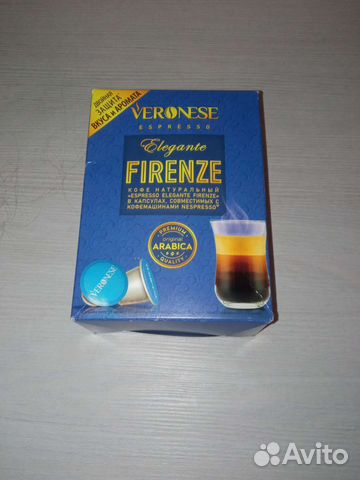 ДВОЙНАЯ
ЗАЩИТА
ВКУСА И АРОМАТА
VERONESE
ESPRESSO
Elegante
FIRENZE
КОФЕ НАТУРАЛЬНЫЙ
«ESPRESSO ELEGANTE FIRENZE»
В КАПСУЛАХ, СОВМЕСТИМЫХ С
КОФЕМАШИНАМИ NESPRESSO*
PREMIUM
original
ARABICA
QUALITY
VERONESE
Avito